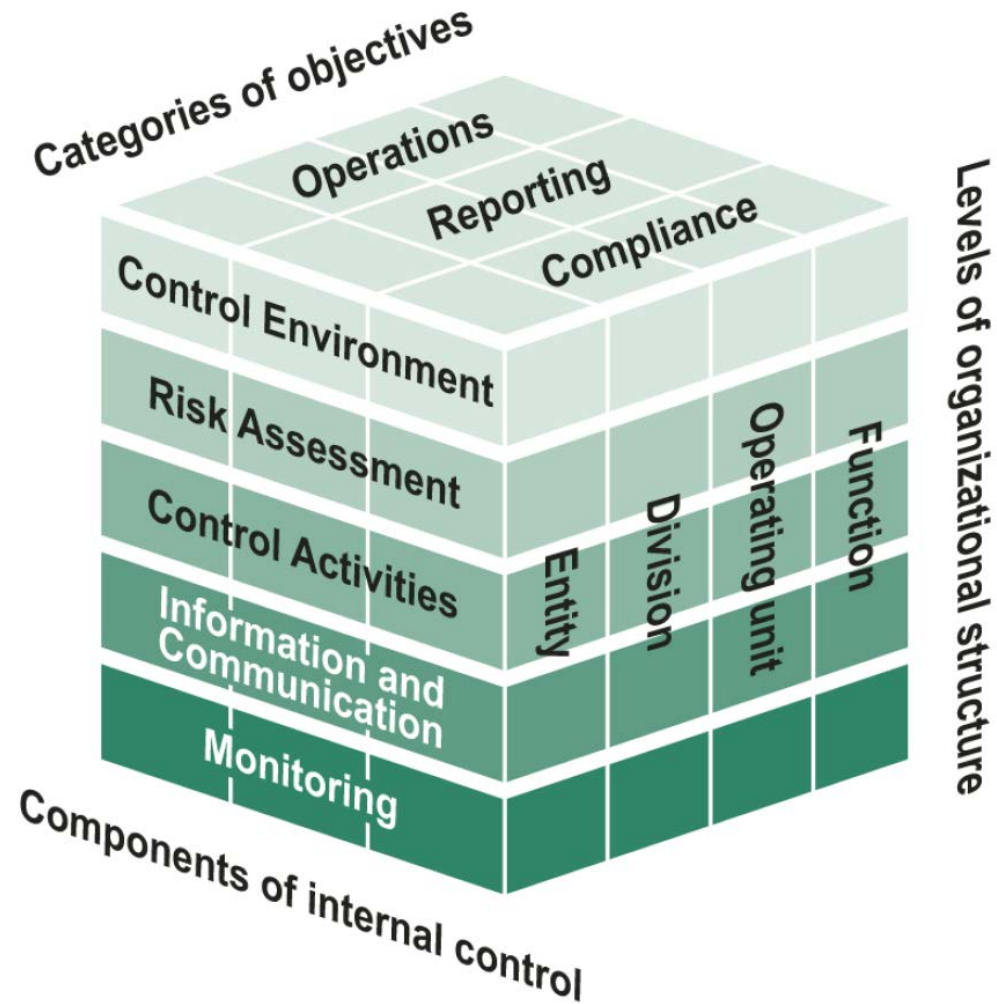 Categories of objectives
Operations
Reporting
Compliance
Control Environment
Risk Assessment
Control Activities
Information and
Communication
Monitoring
Components of internal control
Entity
Division
Operating unit
Function
Levels of organizational structure